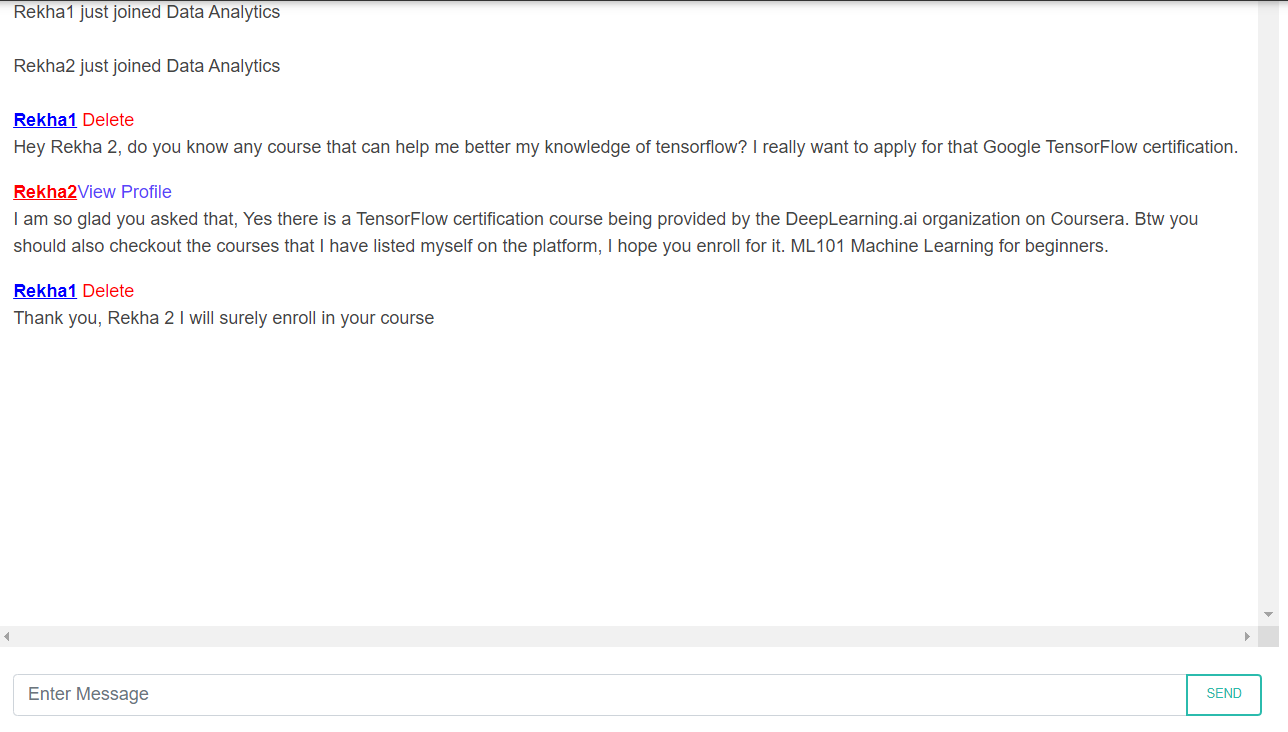 Rekha1 just joined Data Analytics
Rekha2 just joined Data Analytics
Rekha1 Delete
Hey Rekha 2, do you know any course that can help me better my knowledge of tensorflow? I really want to apply for that Google TensorFlow certification.
Rekha2View Profile
I am so glad you asked that, Yes there is a TensorFlow certification course being provided by the DeepLearning.ai organization on Coursera. Btw you
should also checkout the courses that I have listed myself on the platform, I hope you enroll for it. ML101 Machine Learning for beginners.
Rekha1 Delete
Thank you, Rekha 2 I will surely enroll in your course
Enter Message
SEND